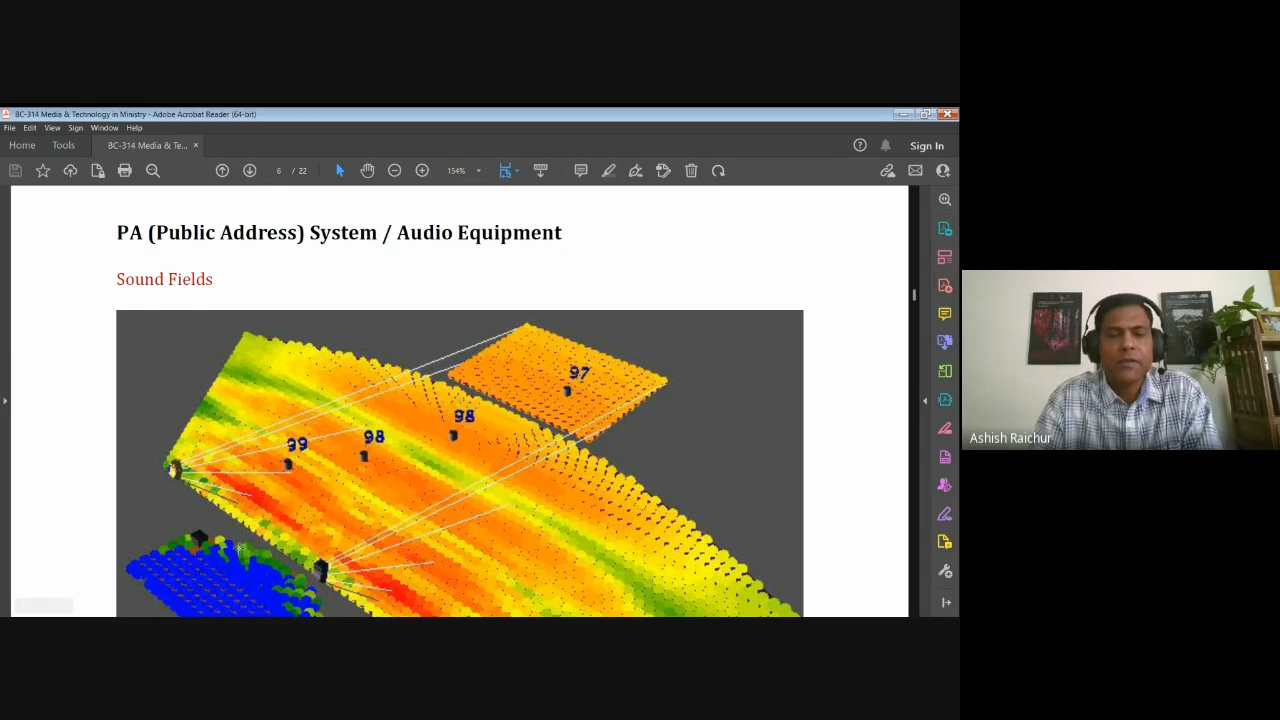 BC-314 Media & Technology in Ministry - Adobe Acrobat Reader (64-bit)
File Edit View Sign Window Help
Home Tools BC-314 Media & Te... × Sign In
6 / 22 154%
PA (Public Address) System / Audio Equipment
Sound Fields
97
98
98
99
Ashish Raichur